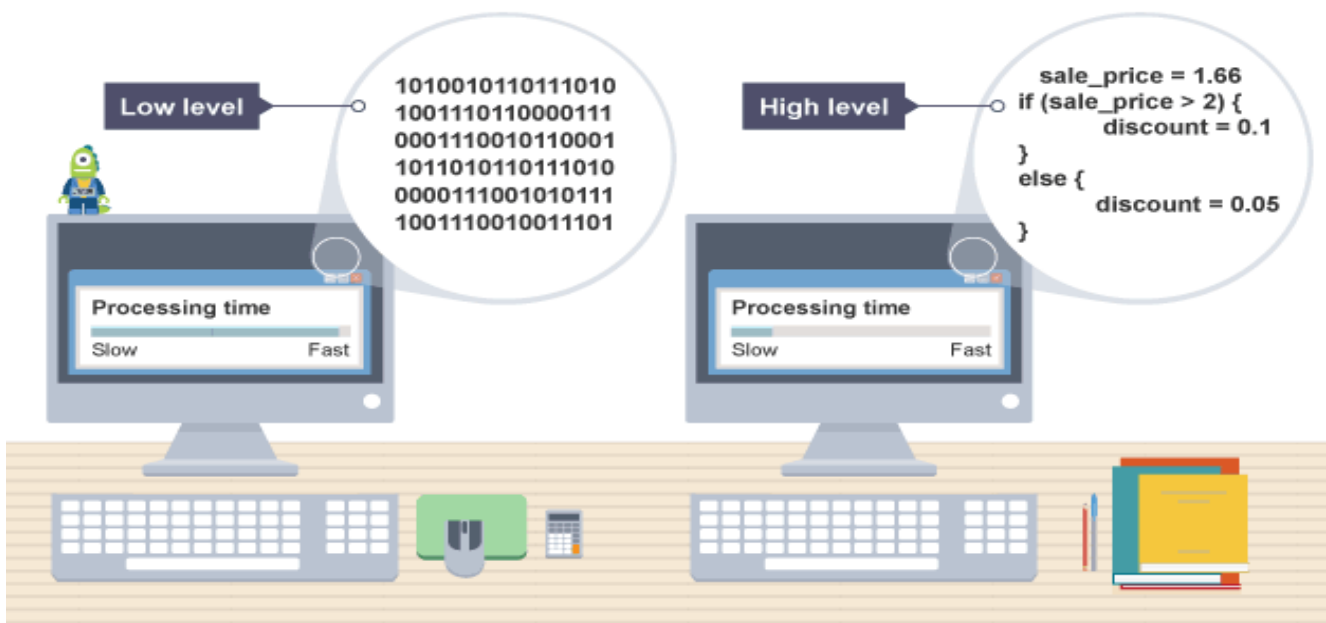 Low level
1010010110111010
1001110110000111
0001110010110001
1011010110111010
0000111001010111
1001110010011101
Processing time
Slow Fast
High level
sale_price = 1.66
if (sale_price > 2) {
discount = 0.1
}
else {
discount = 0.05
}
Processing time
Slow Fast